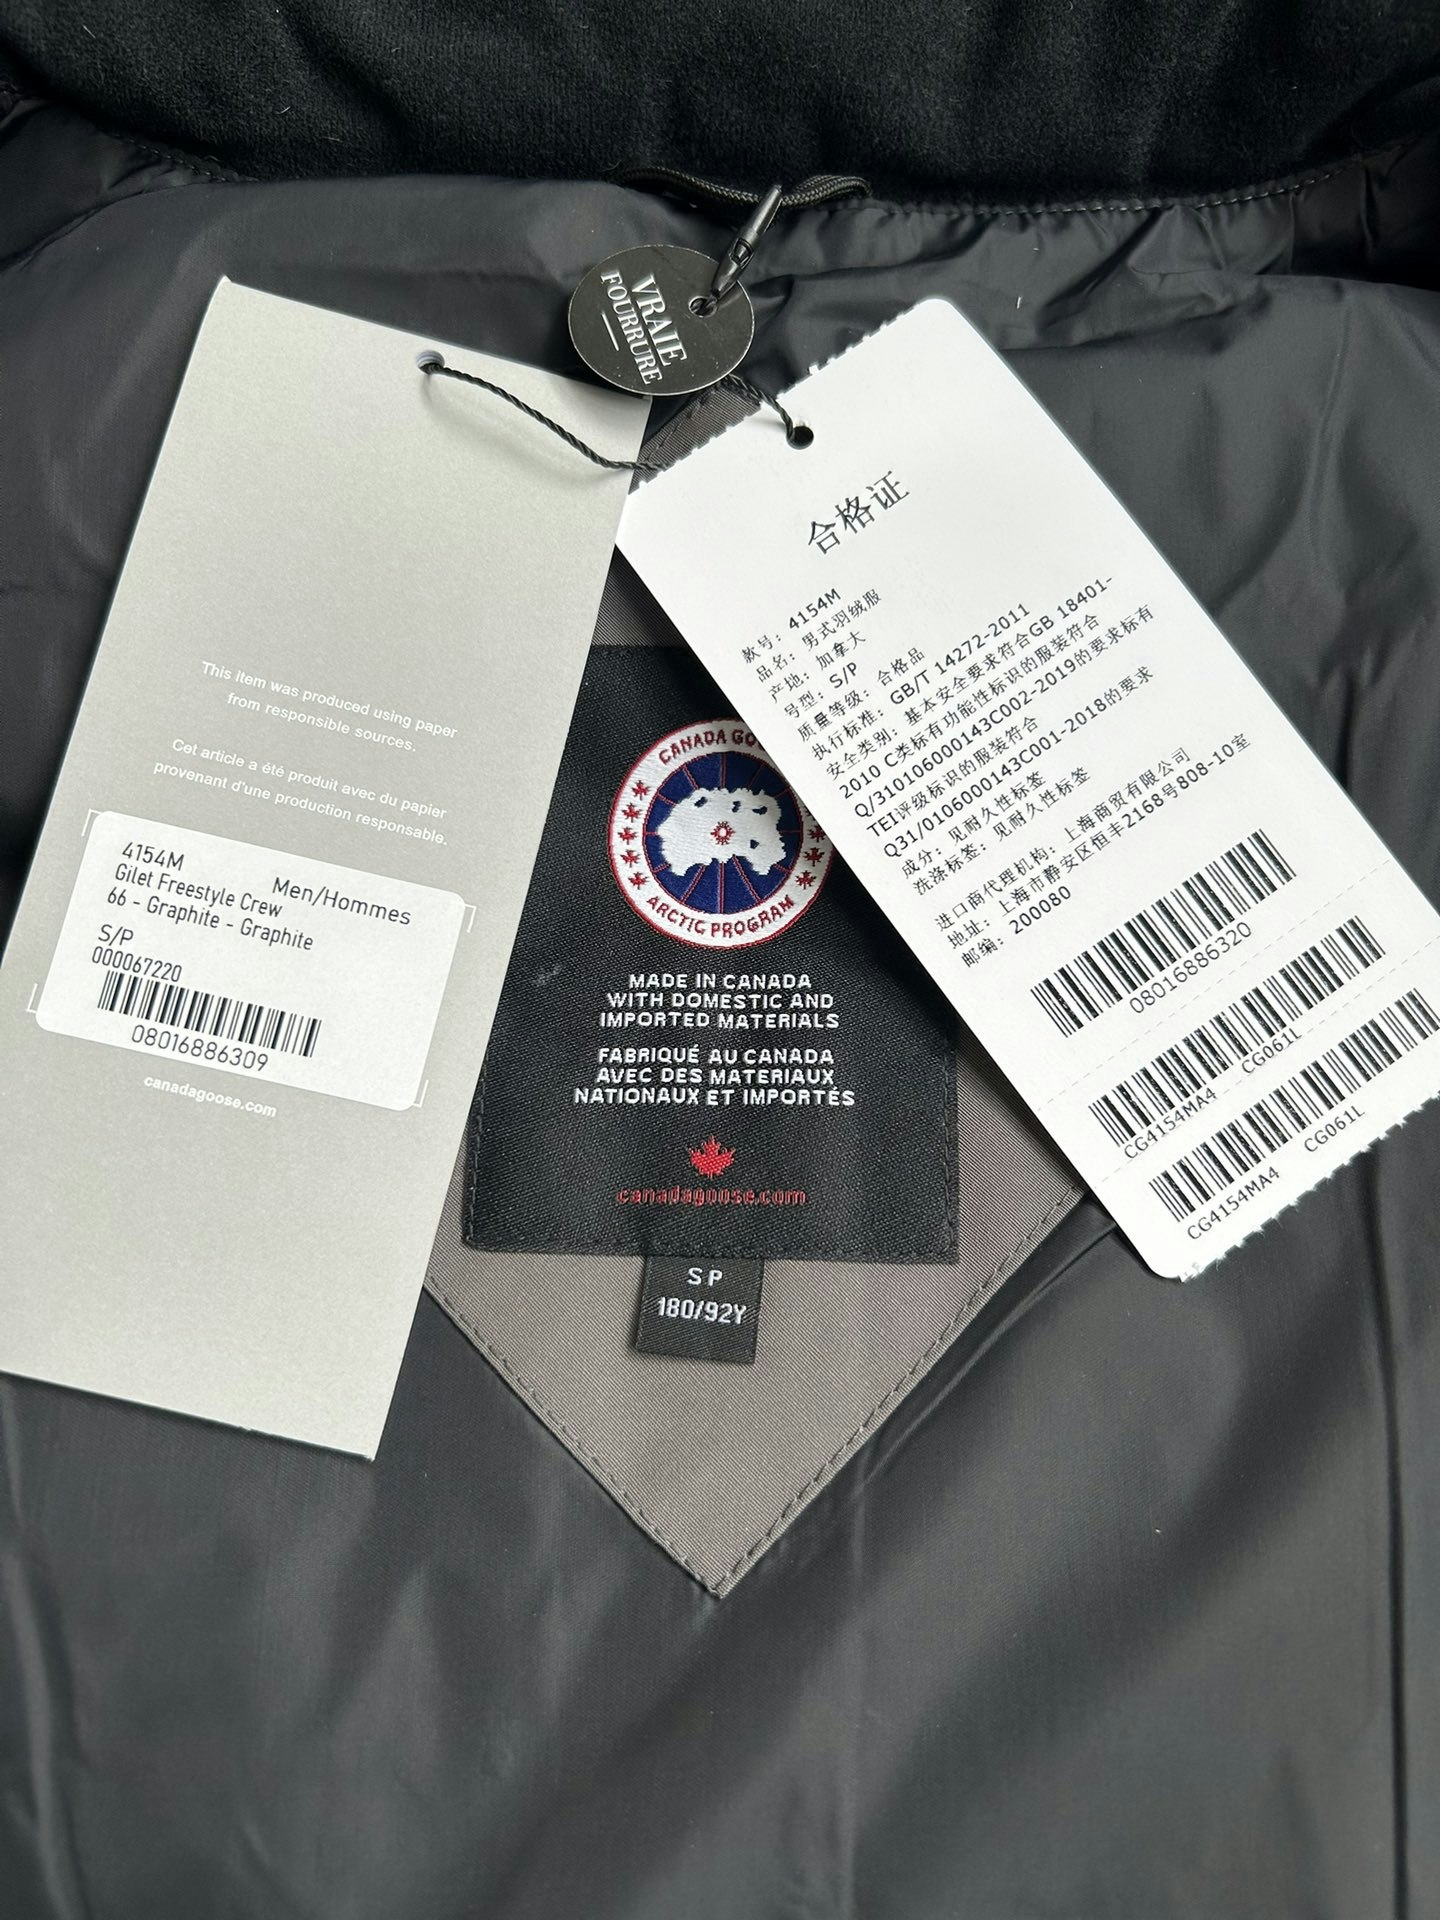 VRAIE
FOURRURE
This item was produced using paper
from responsible sources.
Cet article a été produit avec du papier
provenant d'une production responsable.
4154M
Men/Hommes
Gilet Freestyle Crew
66 - Graphite - Graphite
S/P
000067220
08016886309
canadagoose.com
CANADA GO
ARCTIC PROGRAM
MADE IN CANADA
WITH DOMESTIC AND
IMPORTED MATERIALS
FABRIQUÉ AU CANADA
AVEC DES MATERIAUX
NATIONAUX ET IMPORTÉS
canadagoose.com
S P
180/92Y
合格证
款号: 4154M
品名: 男式羽绒服
产地: 加拿大
号型: S/P
质量等级: 合格品
执行标准: GB/T 14272-2011
安全类别: 基本安全要求符合GB 18401-
2010 C类标有功能性标识的服装符合
Q/3101060000143C002-2019的要求标有
TEI评级标识的服装符合
Q31/0106000143C001-2018的要求
成分: 见耐久性标签
洗涤标签: 见耐久性标签
进口商代理机构: 上海商贸有限公司
地址: 上海市静安区恒丰2168号808-10室
邮编: 200080
08016886320
CG4154MA4 CG061L
CG4154MA4 CG061L